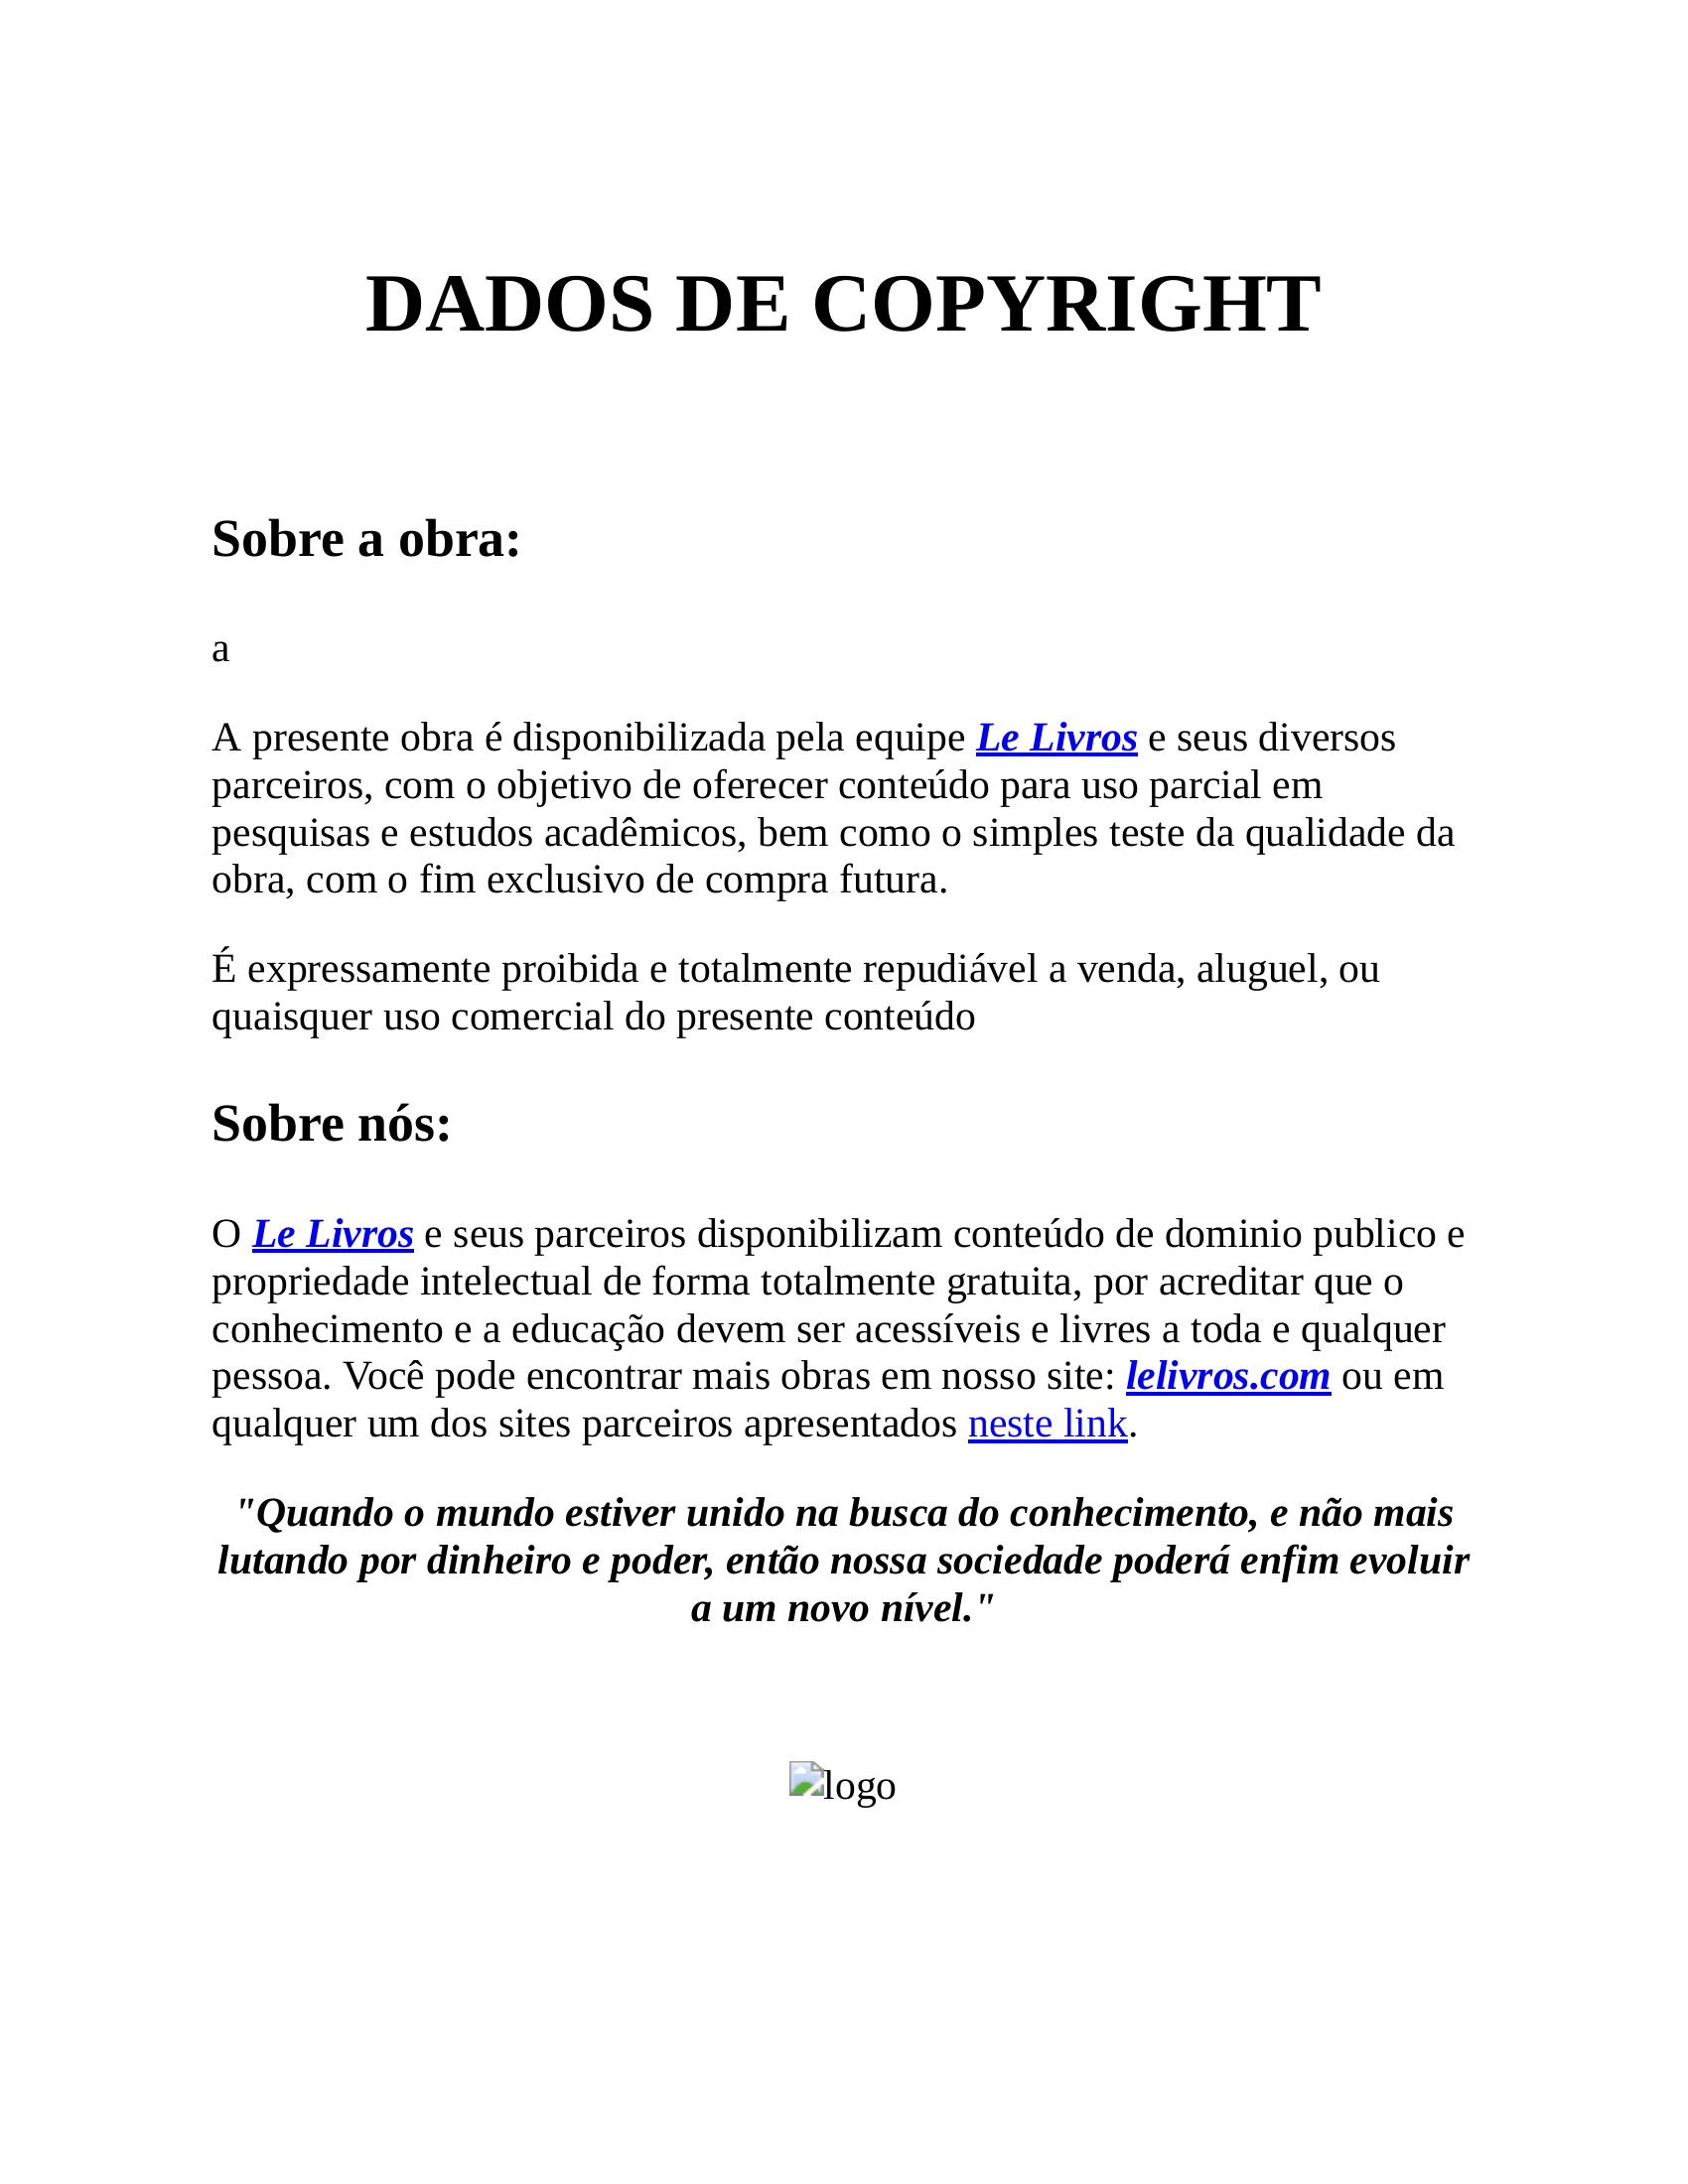 DADOS DE COPYRIGHT
Sobre a obra:
a
A presente obra é disponibilizada pela equipe Le Livros e seus diversos
parceiros, com o objetivo de oferecer conteúdo para uso parcial em
pesquisas e estudos acadêmicos, bem como o simples teste da qualidade da
obra, com o fim exclusivo de compra futura.
É expressamente proibida e totalmente repudiável a venda, aluguel, ou
quaisquer uso comercial do presente conteúdo
Sobre nós:
O Le Livros e seus parceiros disponibilizam conteúdo de dominio publico e
propriedade intelectual de forma totalmente gratuita, por acreditar que o
conhecimento e a educação devem ser acessíveis e livres a toda e qualquer
pessoa. Você pode encontrar mais obras em nosso site: lelivros.com ou em
qualquer um dos sites parceiros apresentados neste link.
"Quando o mundo estiver unido na busca do conhecimento, e não mais
lutando por dinheiro e poder, então nossa sociedade poderá enfim evoluir
a um novo nível."
logo